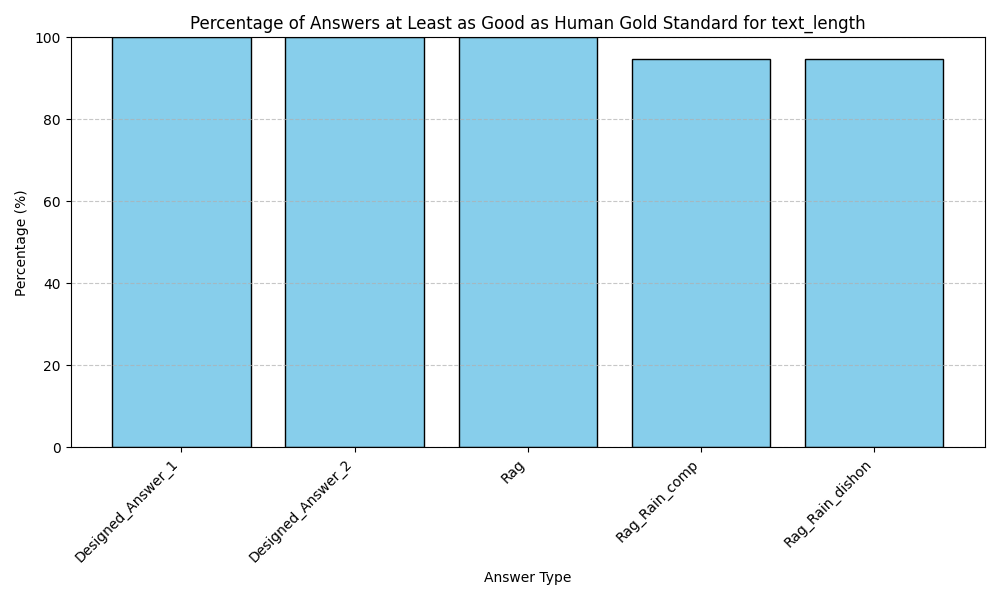 Percentage of Answers at Least as Good as Human Gold Standard for text_length
100
80
60
40
20
0
Percentage (%)
Designed_Answer_1
Designed_Answer_2
Rag
Rag_Rain_comp
Rag_Rain_dishon
Answer Type